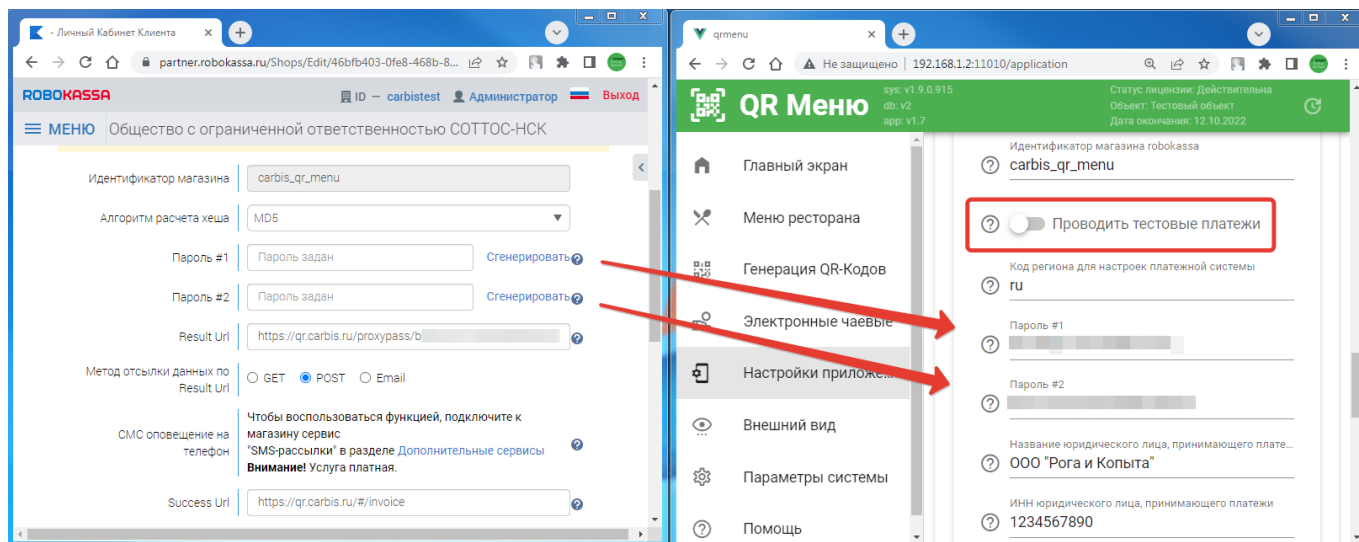 - Личный Кабинет Клиента
partner.robokassa.ru/Shops/Edit/46bfb403-0fe8-468b-8...
ROBOKASSA
ID — carbistest
Администратор
Выход
МЕНЮ
Общество с ограниченной ответственностью СОТТОС-НСК
Идентификатор магазина
carbis_qr_menu
Алгоритм расчета хеша
MD5
Пароль #1
Пароль задан
Сгенерировать
Пароль #2
Пароль задан
Сгенерировать
Result Url
https://qr.carbis.ru/proxypass/b
Метод отсылки данных по
Result Url
GET
POST
Email
СМС оповещение на
телефон
Чтобы воспользоваться функцией, подключите к
магазину сервис
"SMS-рассылки" в разделе Дополнительные сервисы
Внимание! Услуга платная.
Success Url
https://qr.carbis.ru/#/invoice
qrmenu
Не защищено
192.168.1.2:11010/application
QR Меню
sys: v1.9.0.915
db: v2
app: v1.7
Статус лицензии: Действительна
Объект: Тестовый объект
Дата окончания: 12.10.2022
Главный экран
Меню ресторана
Генерация QR-Кодов
Электронные чаевые
Настройки приложе...
Внешний вид
Параметры системы
Помощь
Идентификатор магазина robokassa
carbis_qr_menu
Проводить тестовые платежи
Код региона для настроек платежной системы
ru
Пароль #1
Пароль #2
Название юридического лица, принимающего плате...
ООО "Рога и Копыта"
ИНН юридического лица, принимающего платежи
1234567890